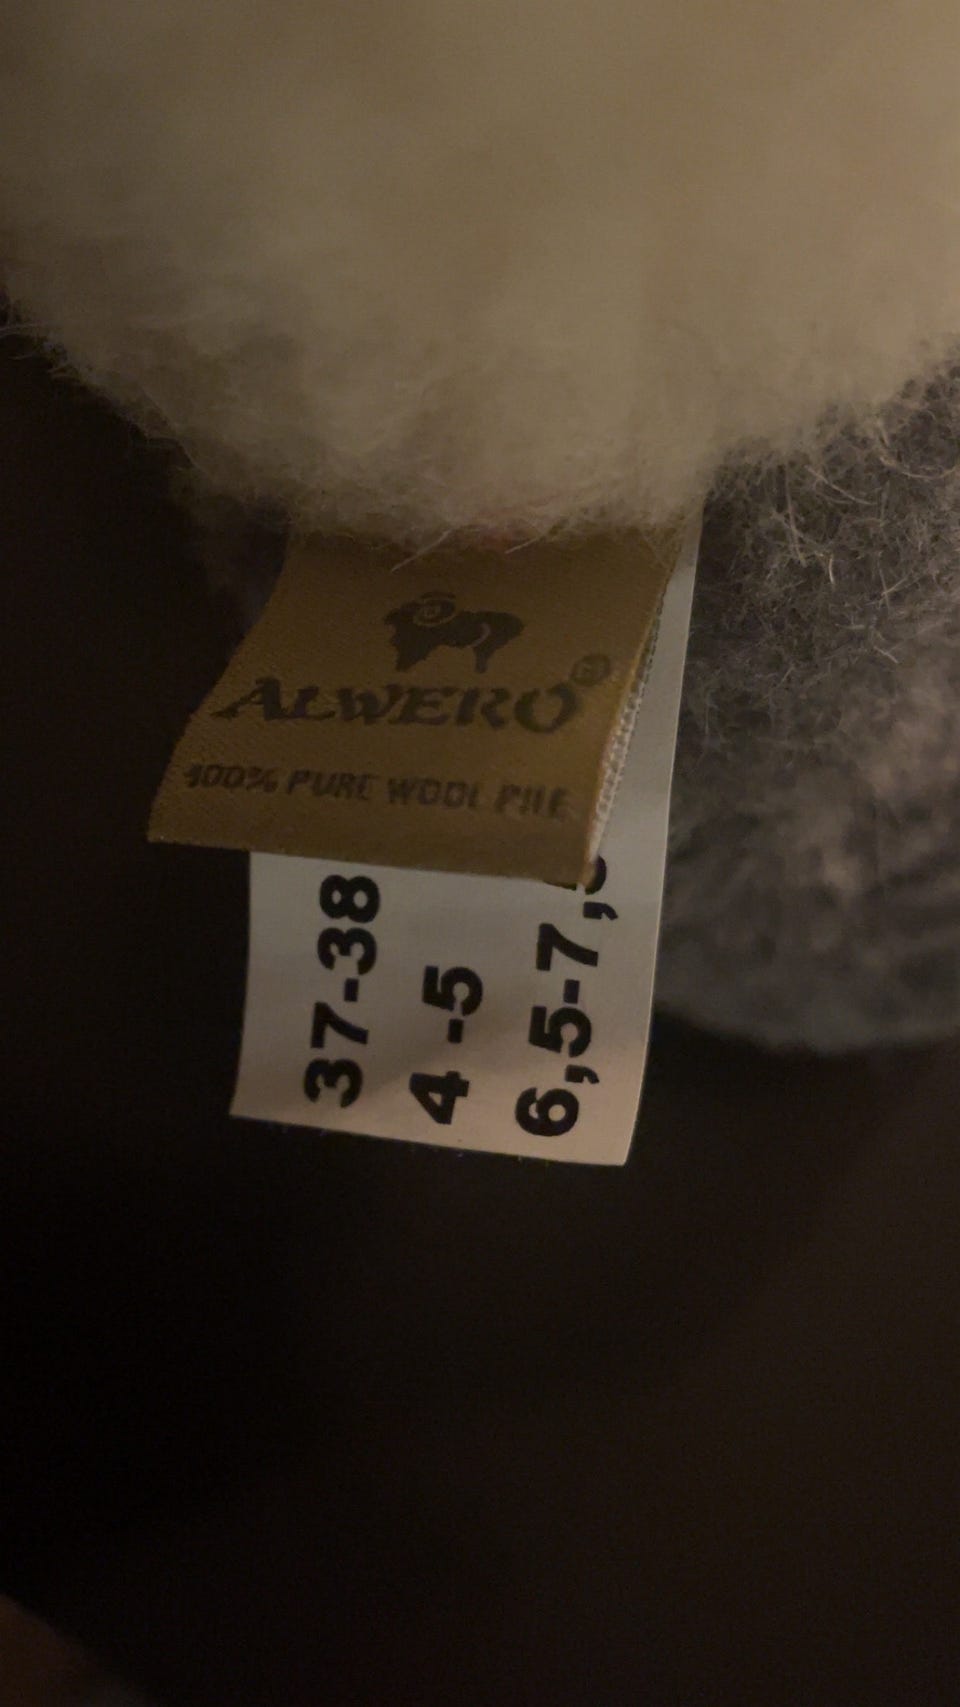 ALWERO®
100% PURE WOOL PILE
37-38
4 -5
6,5-7,